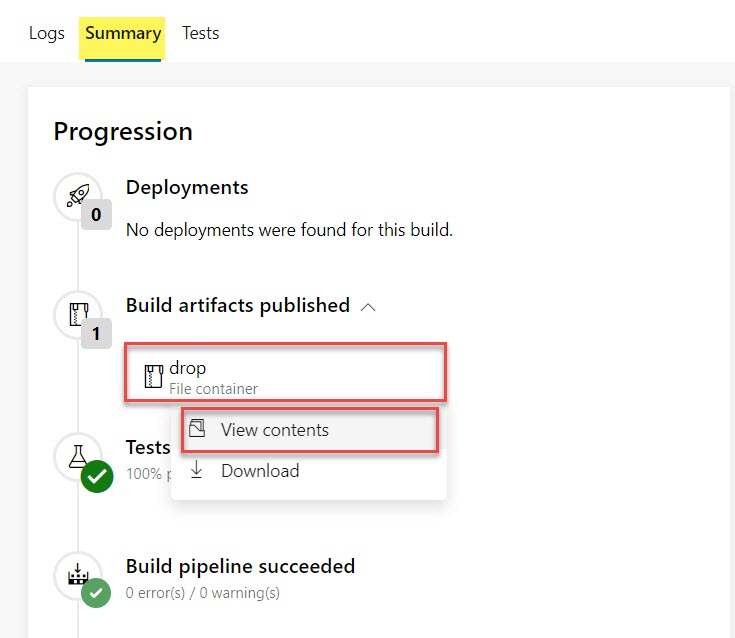 Logs Summary Tests
Progression
Deployments
0
No deployments were found for this build.
Build artifacts published
1
drop
File container
View contents
Tests
100%
Download
Build pipeline succeeded
0 error(s) / 0 warning(s)